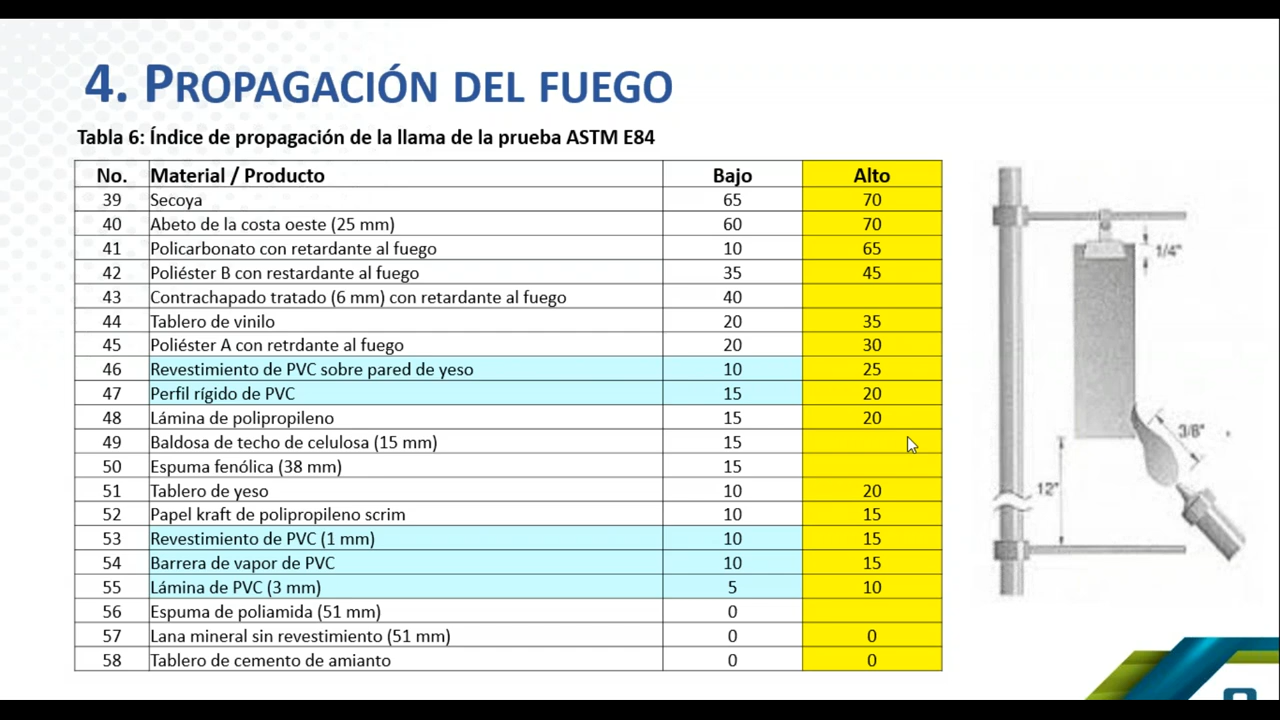 4. PROPAGACIÓN DEL FUEGO
Tabla 6: Índice de propagación de la llama de la prueba ASTM E84
No. Material / Producto Bajo Alto
39 Secoya 65 70
40 Abeto de la costa oeste (25 mm) 60 70
41 Policarbonato con retardante al fuego 10 65
42 Poliéster B con restardante al fuego 35 45
43 Contrachapado tratado (6 mm) con retardante al fuego 40
44 Tablero de vinilo 20 35
45 Poliéster A con retrdante al fuego 20 30
46 Revestimiento de PVC sobre pared de yeso 10 25
47 Perfil rígido de PVC 15 20
48 Lámina de polipropileno 15 20
49 Baldosa de techo de celulosa (15 mm) 15
50 Espuma fenólica (38 mm) 15
51 Tablero de yeso 10 20
52 Papel kraft de polipropileno scrim 10 15
53 Revestimiento de PVC (1 mm) 10 15
54 Barrera de vapor de PVC 10 15
55 Lámina de PVC (3 mm) 5 10
56 Espuma de poliamida (51 mm) 0
57 Lana mineral sin revestimiento (51 mm) 0 0
58 Tablero de cemento de amianto 0 0
1/4"
3/8"
12"